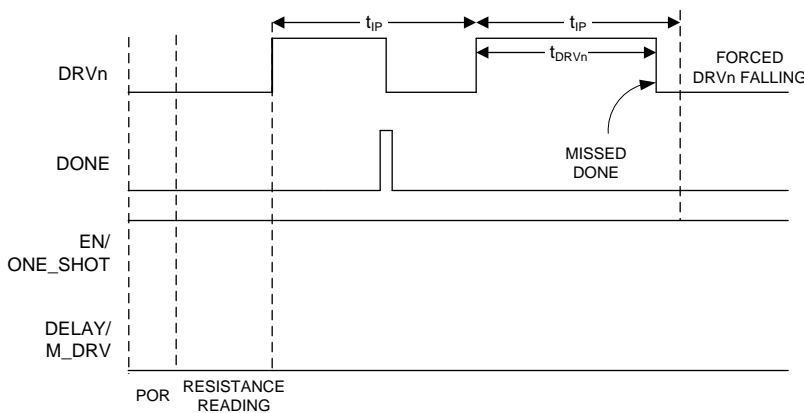 tIP
tIP
DRVn
tDRVn
FORCED
DRVn FALLING
DONE
MISSED
DONE
EN/
ONE_SHOT
DELAY/
M_DRV
POR
RESISTANCE
READING